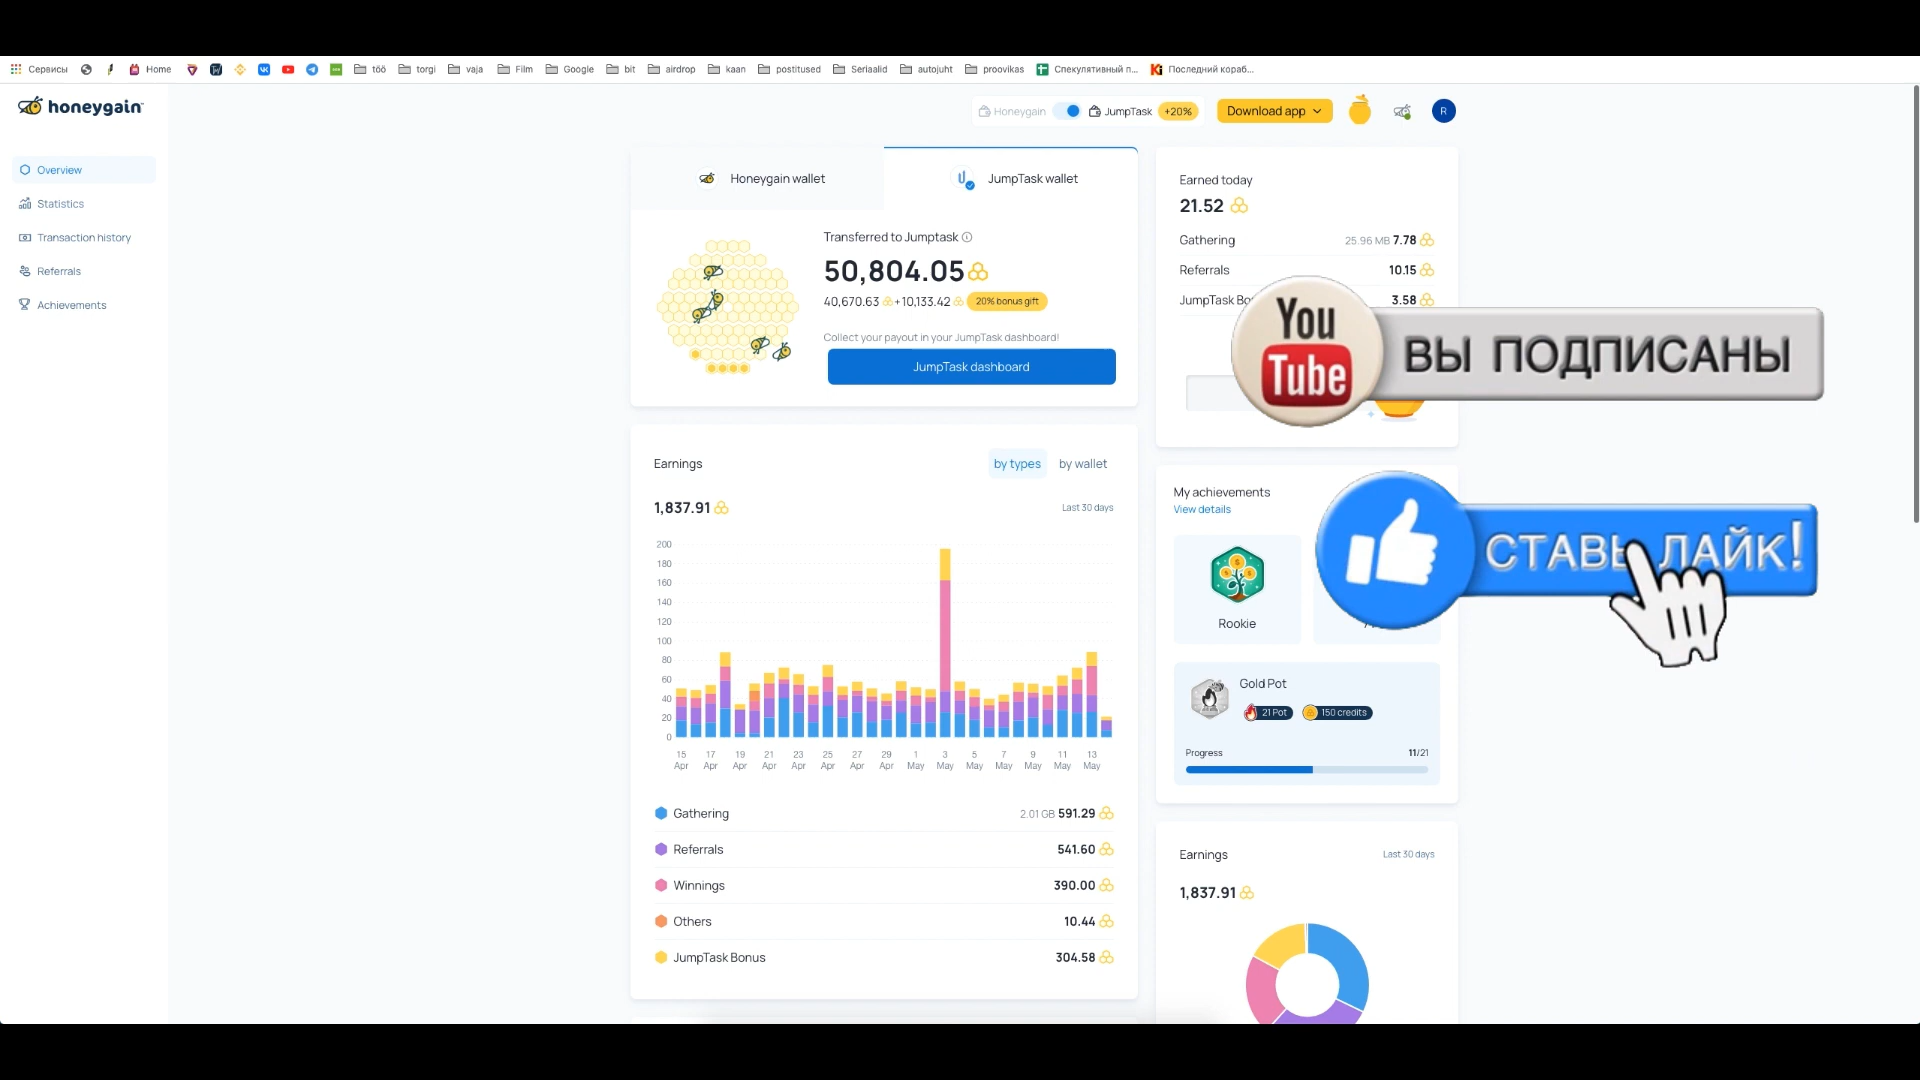 Сервисы
Home
töö
torgi
vaja
Film
Google
bit
airdrop
kaan
postitused
Seriaalid
autojuht
proovikas
Спекулятивный п...
Последний кораб...
honeygain
Honeygain
JumpTask
+20%
Download app
R
Overview
Statistics
Transaction history
Referrals
Achievements
Honeygain wallet
JumpTask wallet
Transferred to Jumptask
50,804.05
40,670.63 + 10,133.42 20% bonus gift
Collect your payout in your JumpTask dashboard!
JumpTask dashboard
Earned today
21.52
Gathering 25.96 MB 7.78
Referrals 10.15
JumpTask Bo 3.58
You
Tube
ВЫ ПОДПИСАНЫ
Earnings
by types
by wallet
1,837.91
Last 30 days
200
180
160
140
120
100
80
60
40
20
0
15 17 19 21 23 25 27 29 1 3 5 7 9 11 13
Apr Apr Apr Apr Apr Apr Apr Apr May May May May May May May
Gathering 2.01 GB 591.29
Referrals 541.60
Winnings 390.00
Others 10.44
JumpTask Bonus 304.58
My achievements
View details
Rookie
СТАВЬ ЛАЙК!
Gold Pot
21 Pot
150 credits
Progress 11/21
Earnings
Last 30 days
1,837.91